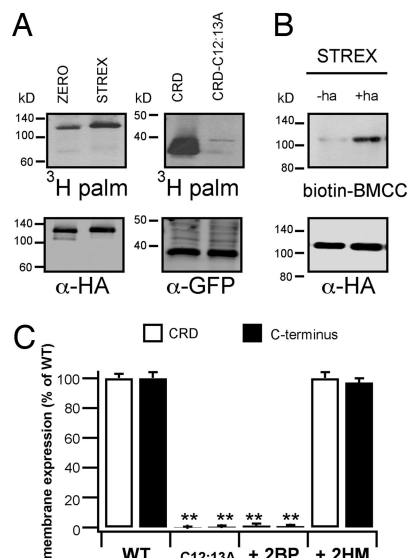 A
B
STREX
ZERO
STREX
CRD
CRD-C12:13A
kD
kD
kD
-ha
+ha
140
100
60
50
40
140
100
80
³H palm
³H palm
biotin-BMCC
140
100
60
50
40
140
100
80
α-HA
α-GFP
α-HA
C
CRD
C-terminus
membrane expression (% of WT)
100
80
60
40
20
0
** ** ** **
WT
C12:13A
+ 2BP
+ 2HM